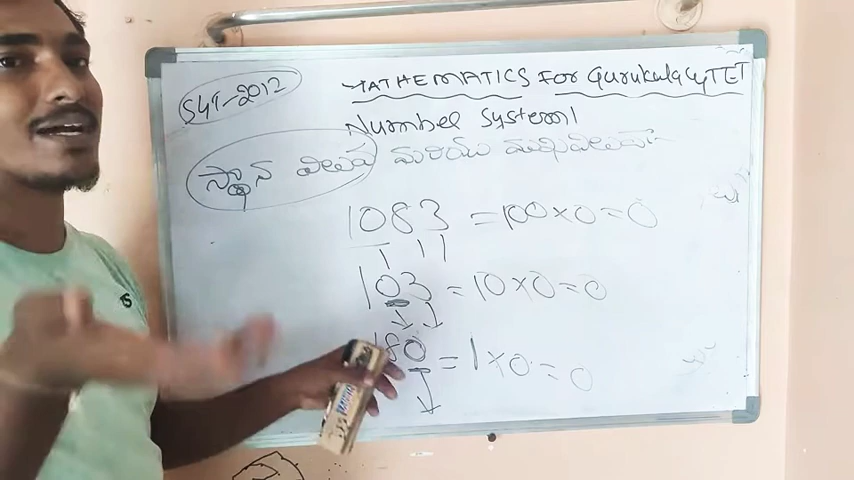 SGT-2012
MATHEMATICS For Gurukula, TET
Number System
స్థాన విలువ మరియు ముఖవిలువ
1083 = 100×0=0
103 = 10×0=0
180 = 1×0=0